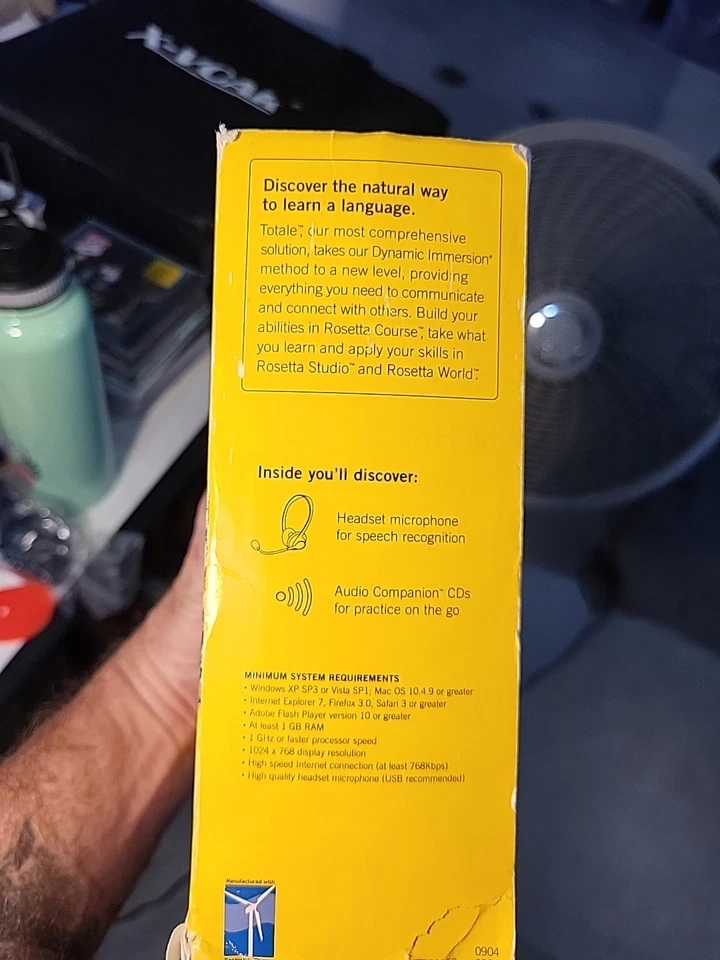 X-VCAM
Discover the natural way
to learn a language.
Totale™, our most comprehensive
solution, takes our Dynamic Immersion®
method to a new level, providing
everything you need to communicate
and connect with others. Build your
abilities in Rosetta Course™, take what
you learn and apply your skills in
Rosetta Studio™ and Rosetta World™.
Inside you'll discover:
Headset microphone
for speech recognition
Audio Companion™ CDs
for practice on the go
MINIMUM SYSTEM REQUIREMENTS
• Windows XP SP3 or Vista SP1; Mac OS 10.4.9 or greater
• Internet Explorer 7, Firefox 3.0, Safari 3 or greater
• Adobe Flash Player version 10 or greater
• At least 1 GB RAM
• 1 GHz or faster processor speed
• 1024 x 768 display resolution
• High speed Internet connection (at least 768Kbps)
• High quality headset microphone (USB recommended)
Manufactured with
0904